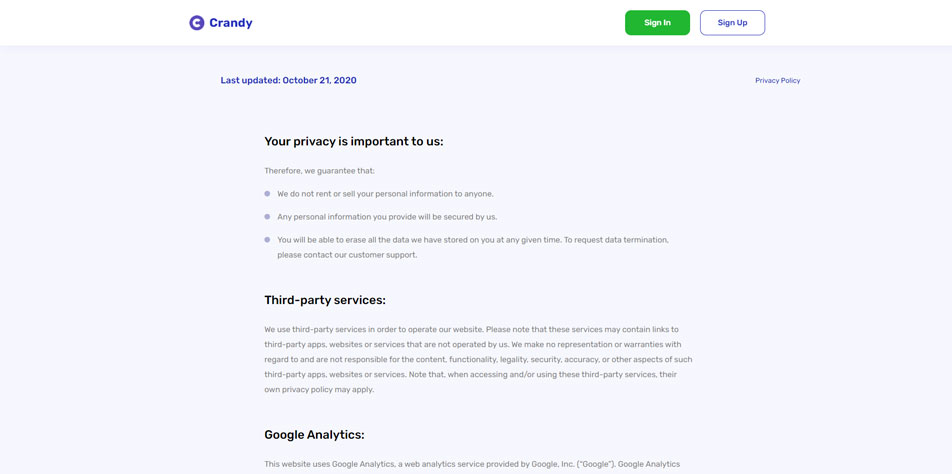 Crandy
Sign In
Sign Up
Last updated: October 21, 2020
Privacy Policy
Your privacy is important to us:
Therefore, we guarantee that:
We do not rent or sell your personal information to anyone.
Any personal information you provide will be secured by us.
You will be able to erase all the data we have stored on you at any given time. To request data termination,
please contact our customer support.
Third-party services:
We use third-party services in order to operate our website. Please note that these services may contain links to
third-party apps, websites or services that are not operated by us. We make no representation or warranties with
regard to and are not responsible for the content, functionality, legality, security, accuracy, or other aspects of such
third-party apps, websites or services. Note that, when accessing and/or using these third-party services, their
own privacy policy may apply.
Google Analytics:
This website uses Google Analytics, a web analytics service provided by Google, Inc. (“Google”). Google Analytics